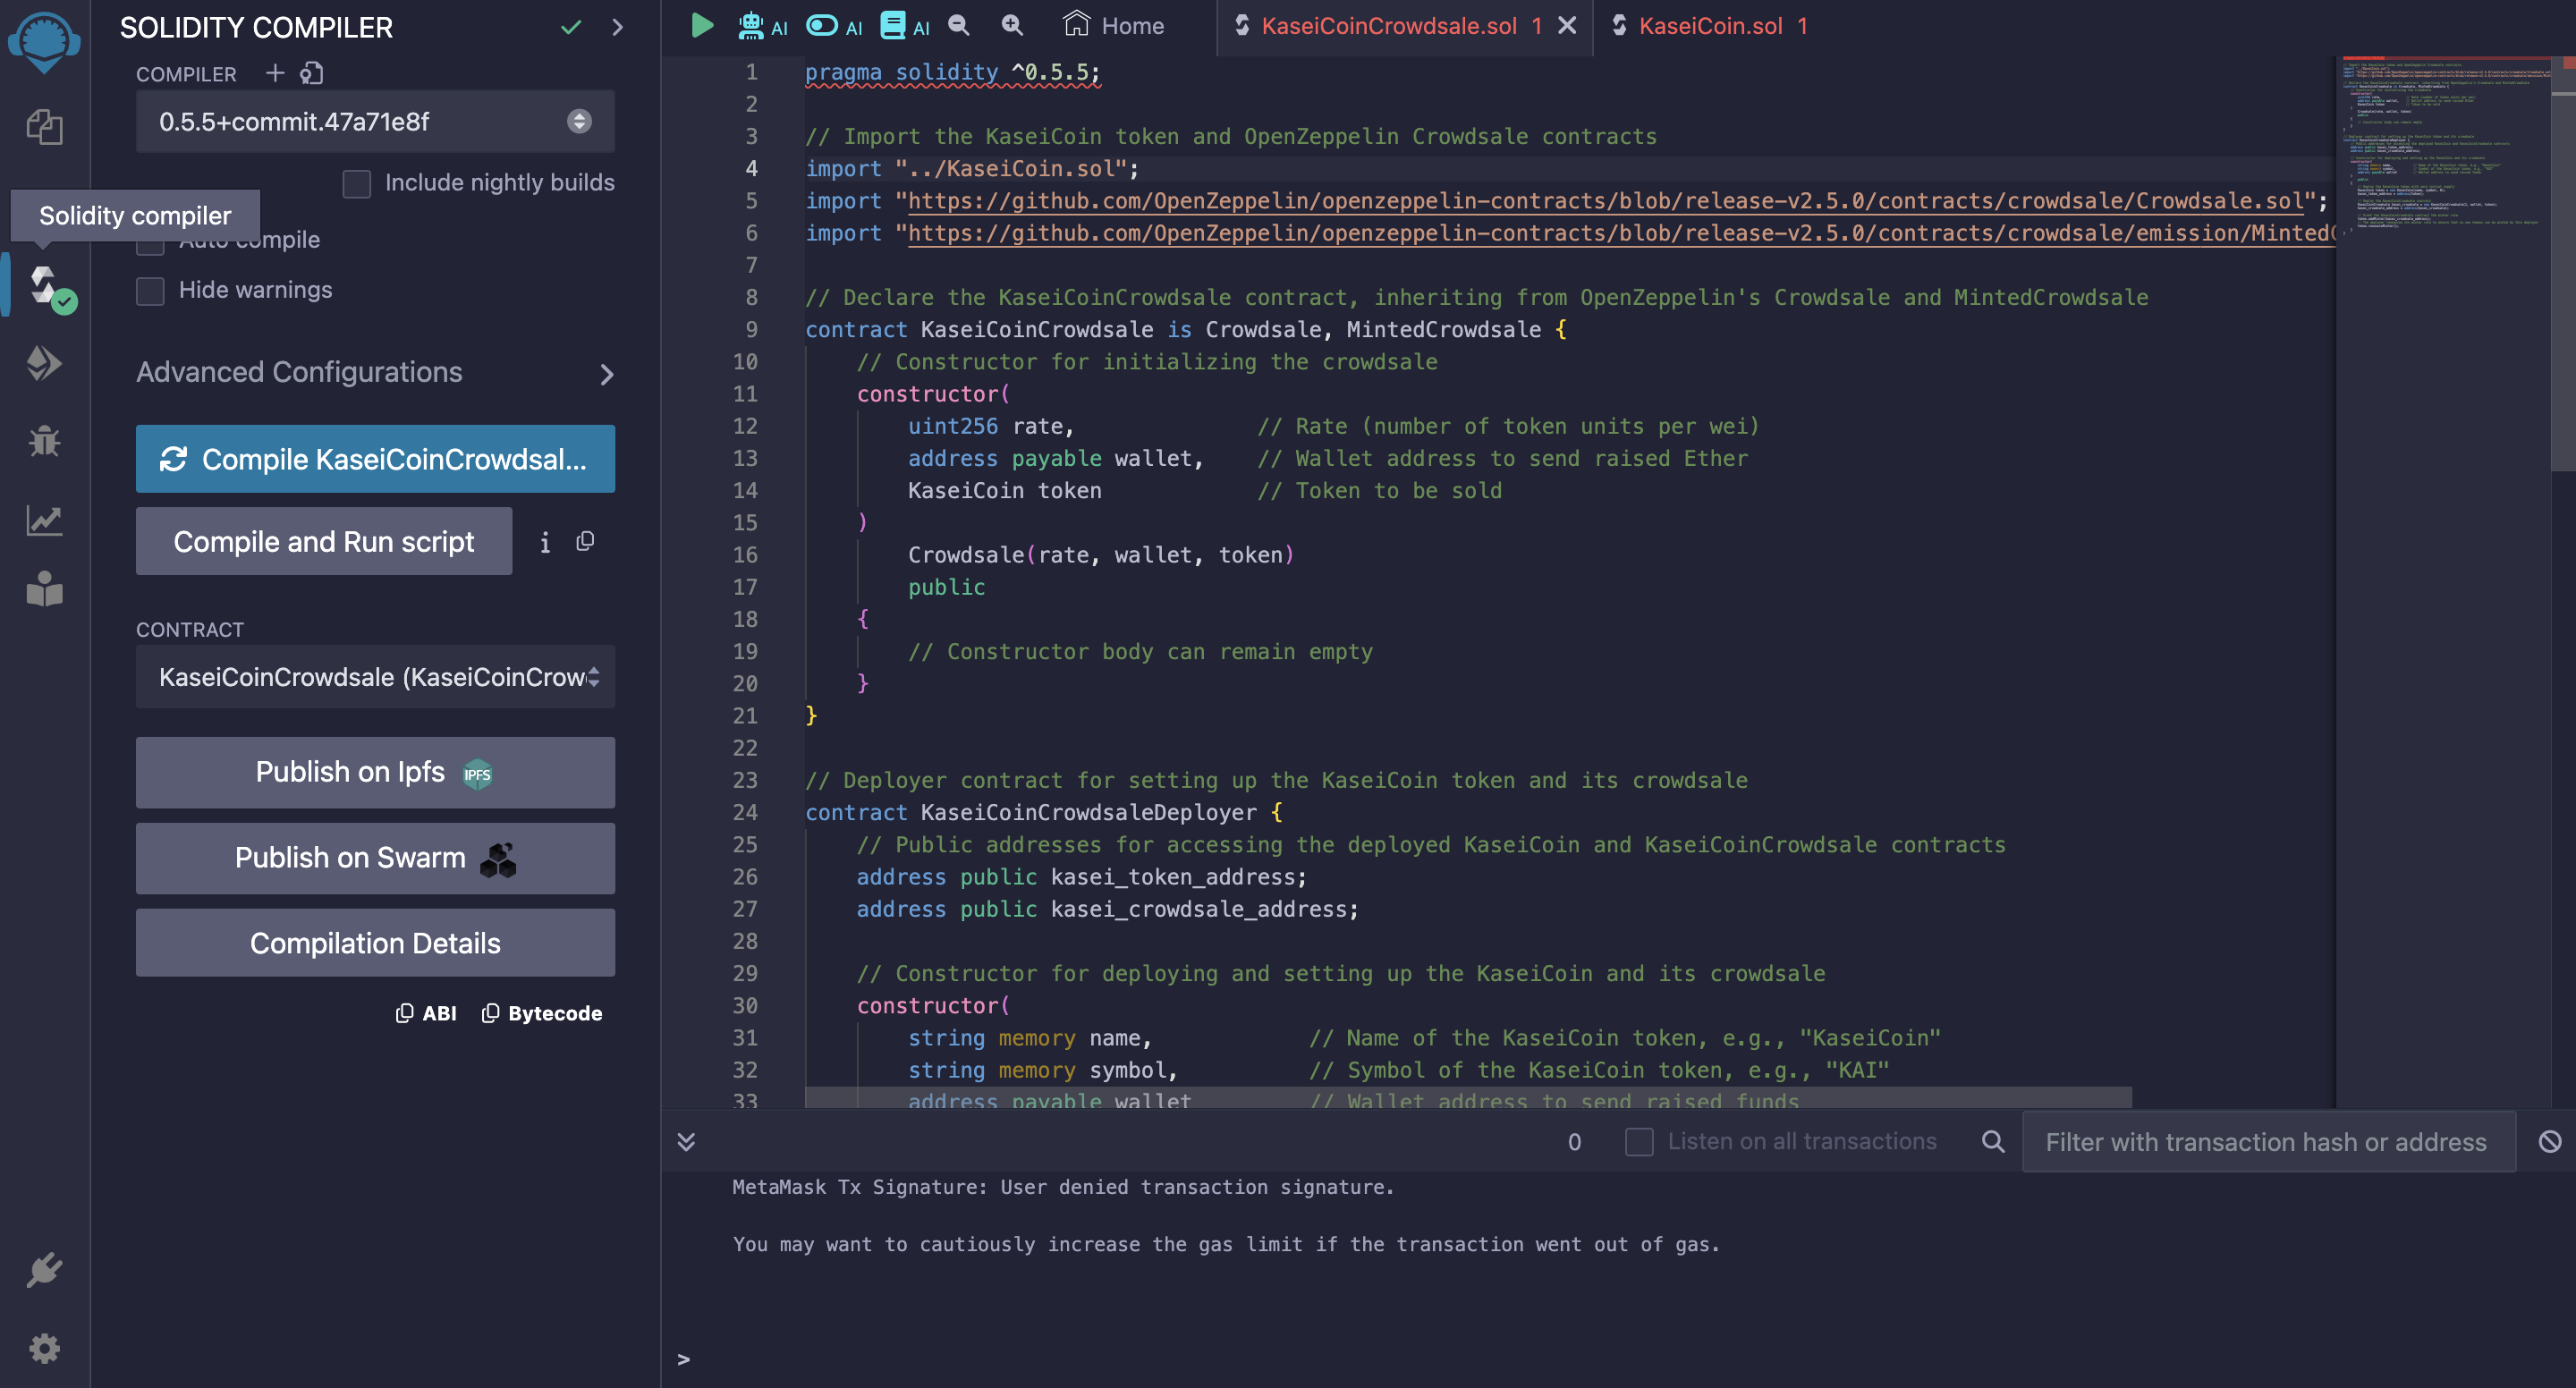 SOLIDITY COMPILER
COMPILER
0.5.5+commit.47a71e8f
Include nightly builds
Solidity compiler
Auto compile
Hide warnings
Advanced Configurations
Compile KaseiCoinCrowdsal...
Compile and Run script
CONTRACT
KaseiCoinCrowdsale (KaseiCoinCrow
Publish on Ipfs IPFS
Publish on Swarm
Compilation Details
ABI Bytecode
AI AI AI Home KaseiCoinCrowdsale.sol 1 KaseiCoin.sol 1
1 pragma solidity ^0.5.5;
2
3 // Import the KaseiCoin token and OpenZeppelin Crowdsale contracts
4 import "../KaseiCoin.sol";
5 import "https://github.com/OpenZeppelin/openzeppelin-contracts/blob/release-v2.5.0/contracts/crowdsale/Crowdsale.sol";
6 import "https://github.com/OpenZeppelin/openzeppelin-contracts/blob/release-v2.5.0/contracts/crowdsale/emission/MintedC
7
8 // Declare the KaseiCoinCrowdsale contract, inheriting from OpenZeppelin's Crowdsale and MintedCrowdsale
9 contract KaseiCoinCrowdsale is Crowdsale, MintedCrowdsale {
10 // Constructor for initializing the crowdsale
11 constructor(
12 uint256 rate, // Rate (number of token units per wei)
13 address payable wallet, // Wallet address to send raised Ether
14 KaseiCoin token // Token to be sold
15 )
16 Crowdsale(rate, wallet, token)
17 public
18 {
19 // Constructor body can remain empty
20 }
21 }
22
23 // Deployer contract for setting up the KaseiCoin token and its crowdsale
24 contract KaseiCoinCrowdsaleDeployer {
25 // Public addresses for accessing the deployed KaseiCoin and KaseiCoinCrowdsale contracts
26 address public kasei_token_address;
27 address public kasei_crowdsale_address;
28
29 // Constructor for deploying and setting up the KaseiCoin and its crowdsale
30 constructor(
31 string memory name, // Name of the KaseiCoin token, e.g., "KaseiCoin"
32 string memory symbol, // Symbol of the KaseiCoin token, e.g., "KAI"
33 address payable wallet // Wallet address to send raised funds
0 Listen on all transactions Filter with transaction hash or address
MetaMask Tx Signature: User denied transaction signature.
You may want to cautiously increase the gas limit if the transaction went out of gas.
>